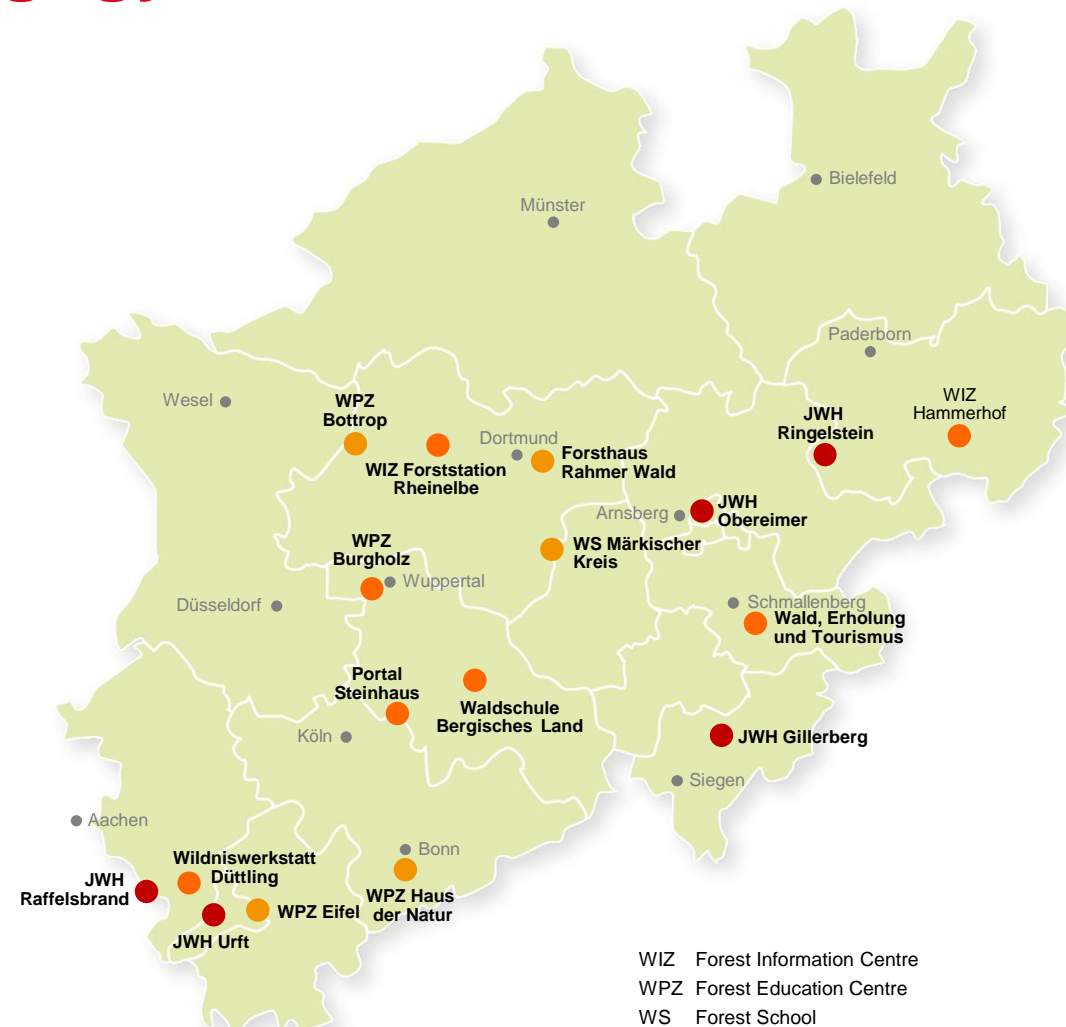 Bielefeld
Münster
Paderborn
Wesel
WPZ
Bottrop
WIZ
Hammerhof
JWH
Ringelstein
Dortmund
Forsthaus
Rahmer Wald
WIZ Forststation
Rheinelbe
Arnsberg
JWH
Obereimer
WPZ
Burgholz
WS Märkischer
Kreis
Wuppertal
Düsseldorf
Schmallenberg
Wald, Erholung
und Tourismus
Portal
Steinhaus
Waldschule
Bergisches Land
Köln
JWH Gillerberg
Siegen
Aachen
Bonn
Wildniswerkstatt
Düttling
JWH
Raffelsbrand
WPZ Haus
der Natur
WPZ Eifel
JWH Urft
WIZ Forest Information Centre
WPZ Forest Education Centre
WS Forest School